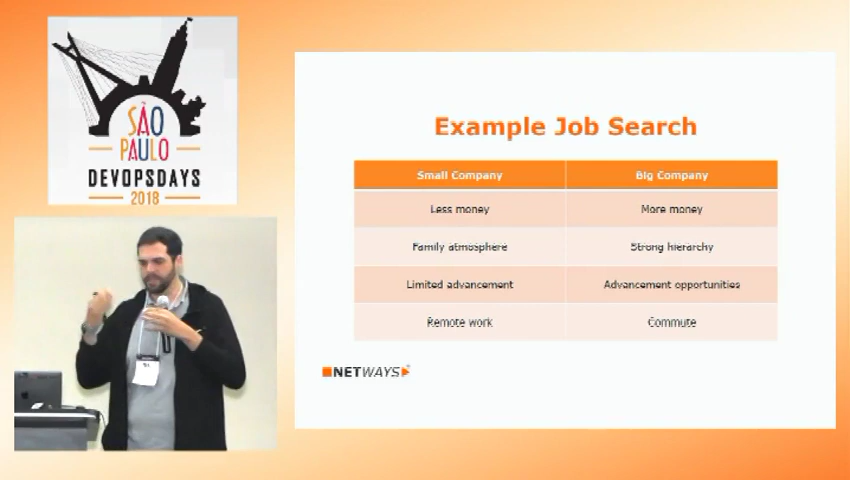 SÃO
PAULO
DEVOPSDAYS
2018
Example Job Search
Small Company Big Company
Less money More money
Family atmosphere Strong hierarchy
Limited advancement Advancement opportunities
Remote work Commute
NETWAYS